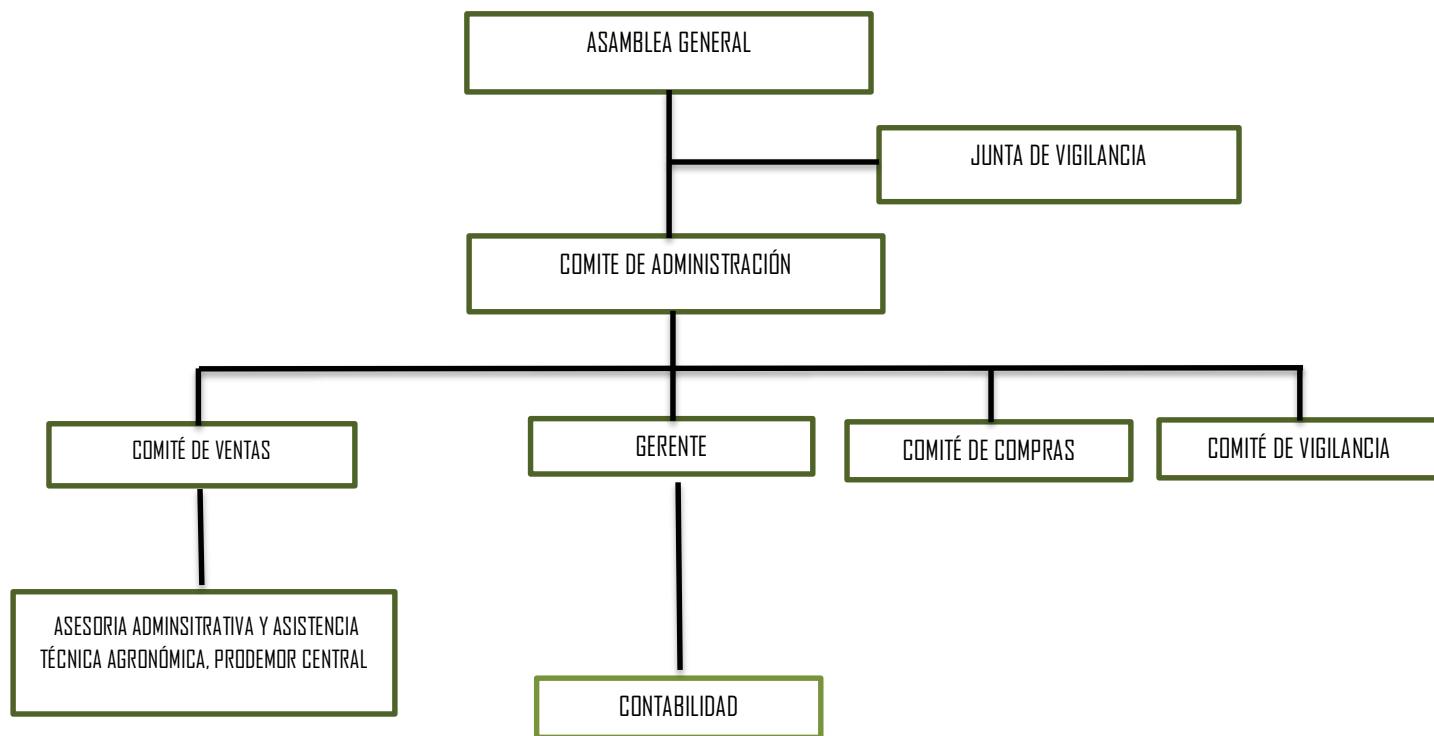 ASAMBLEA GENERAL
JUNTA DE VIGILANCIA
COMITE DE ADMINISTRACIÓN
COMITÉ DE VENTAS
GERENTE
COMITÉ DE COMPRAS
COMITÉ DE VIGILANCIA
ASESORIA ADMINSITRATIVA Y ASISTENCIA
TÉCNICA AGRONÓMICA, PRODEMOR CENTRAL
CONTABILIDAD